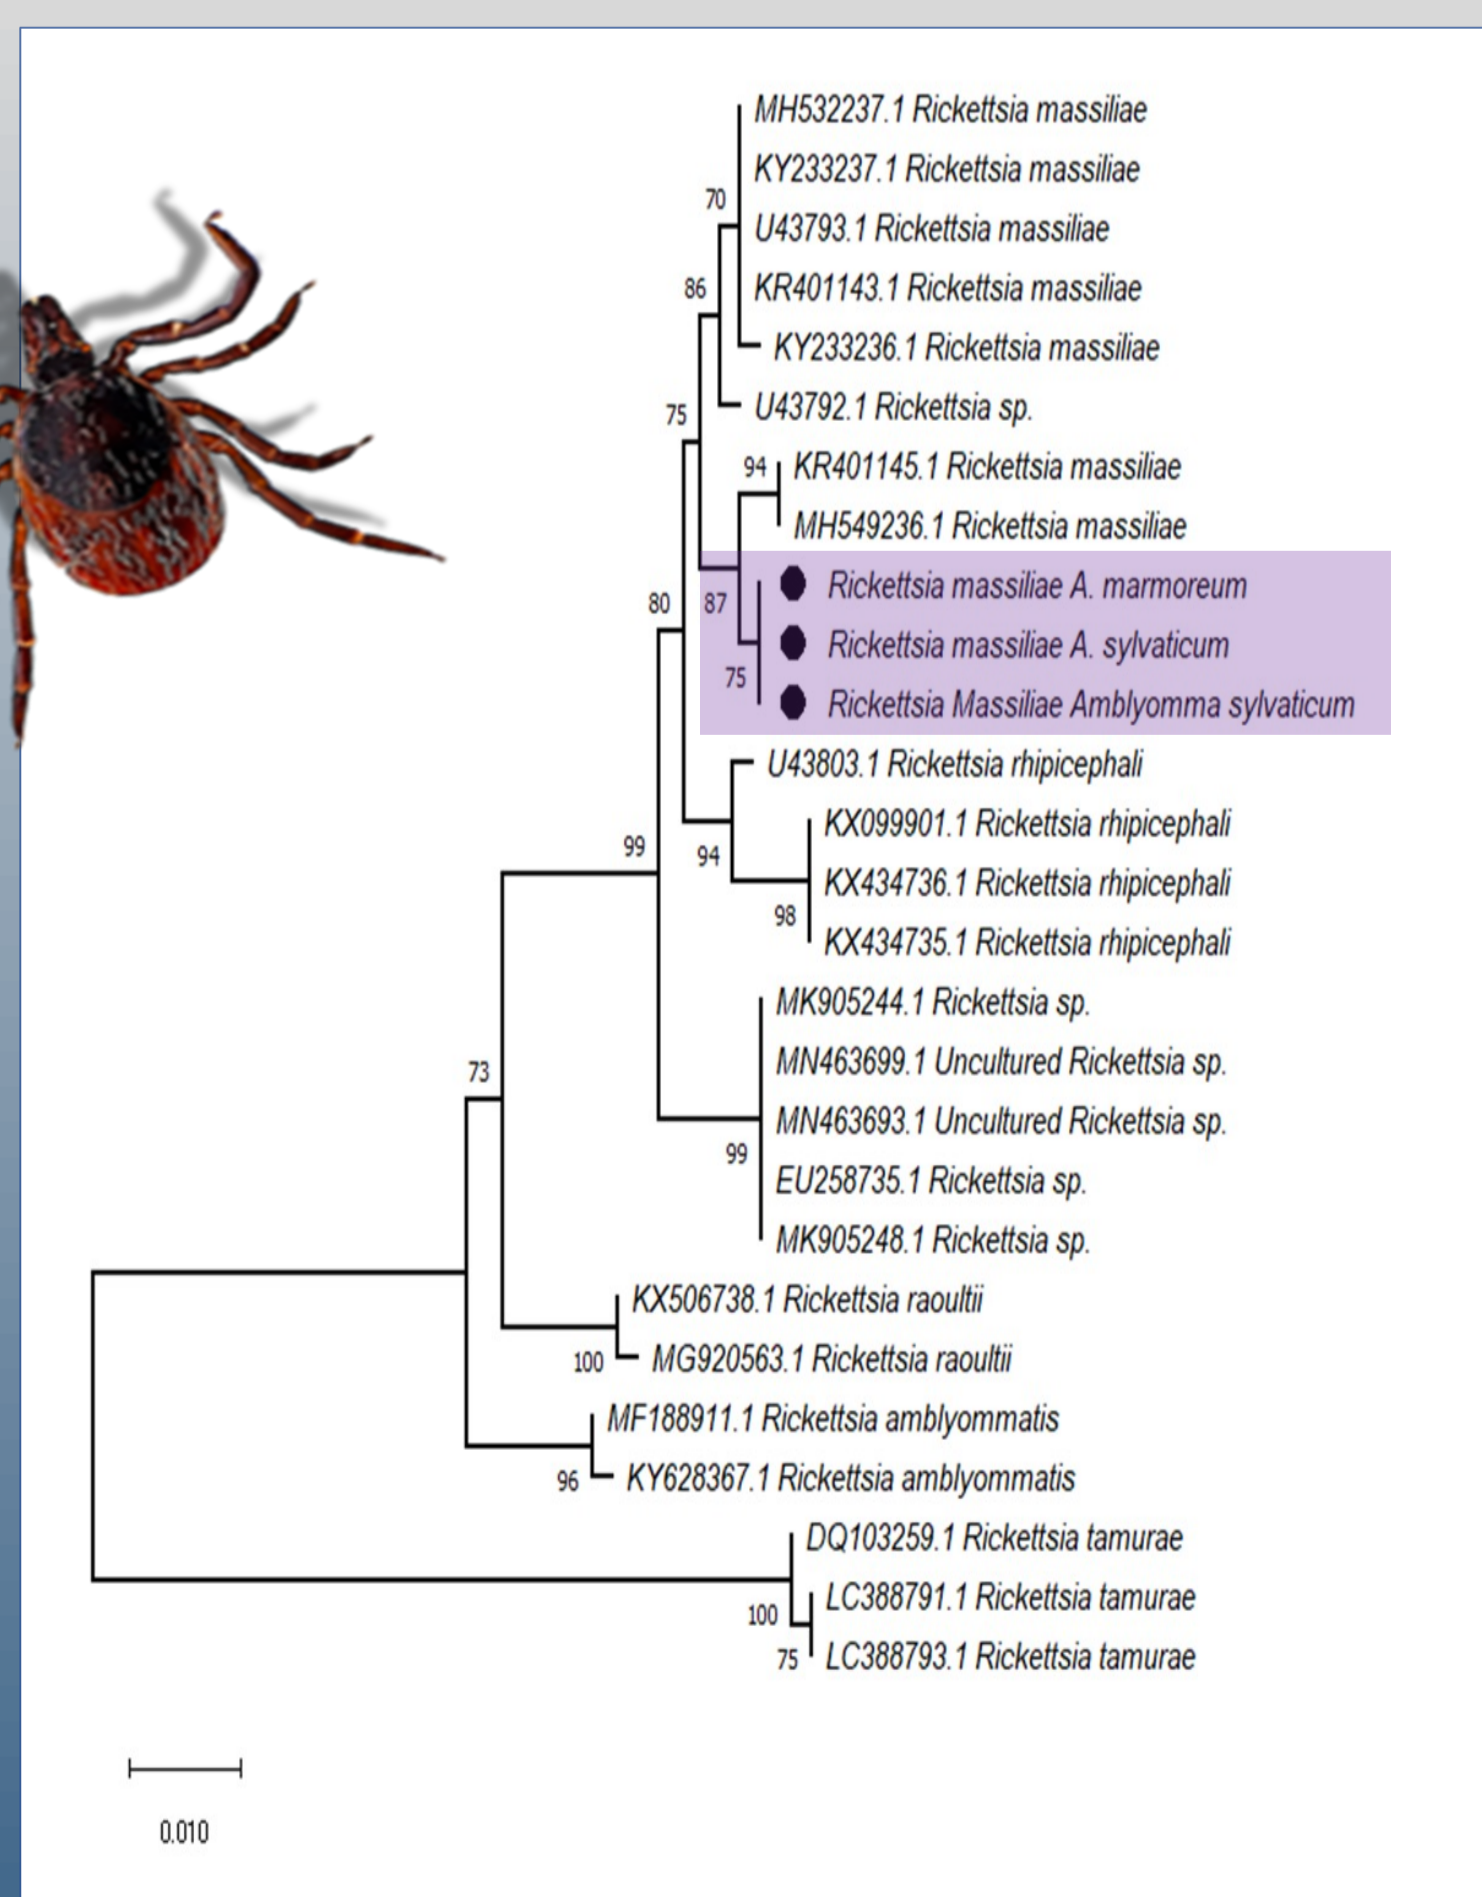 MH532237.1 Rickettsia massiliae
KY233237.1 Rickettsia massiliae
70
U43793.1 Rickettsia massiliae
86
KR401143.1 Rickettsia massiliae
KY233236.1 Rickettsia massiliae
75
U43792.1 Rickettsia sp.
94
KR401145.1 Rickettsia massiliae
MH549236.1 Rickettsia massiliae
Rickettsia massiliae A. marmoreum
80
87
Rickettsia massiliae A. sylvaticum
75
Rickettsia Massiliae Amblyomma sylvaticum
U43803.1 Rickettsia rhipicephali
KX099901.1 Rickettsia rhipicephali
99
94
KX434736.1 Rickettsia rhipicephali
98
KX434735.1 Rickettsia rhipicephali
MK905244.1 Rickettsia sp.
MN463699.1 Uncultured Rickettsia sp.
73
MN463693.1 Uncultured Rickettsia sp.
99
EU258735.1 Rickettsia sp.
MK905248.1 Rickettsia sp.
KX506738.1 Rickettsia raoultii
100
MG920563.1 Rickettsia raoultii
MF188911.1 Rickettsia amblyommatis
96
KY628367.1 Rickettsia amblyommatis
DQ103259.1 Rickettsia tamurae
LC388791.1 Rickettsia tamurae
100
75
LC388793.1 Rickettsia tamurae
0.010